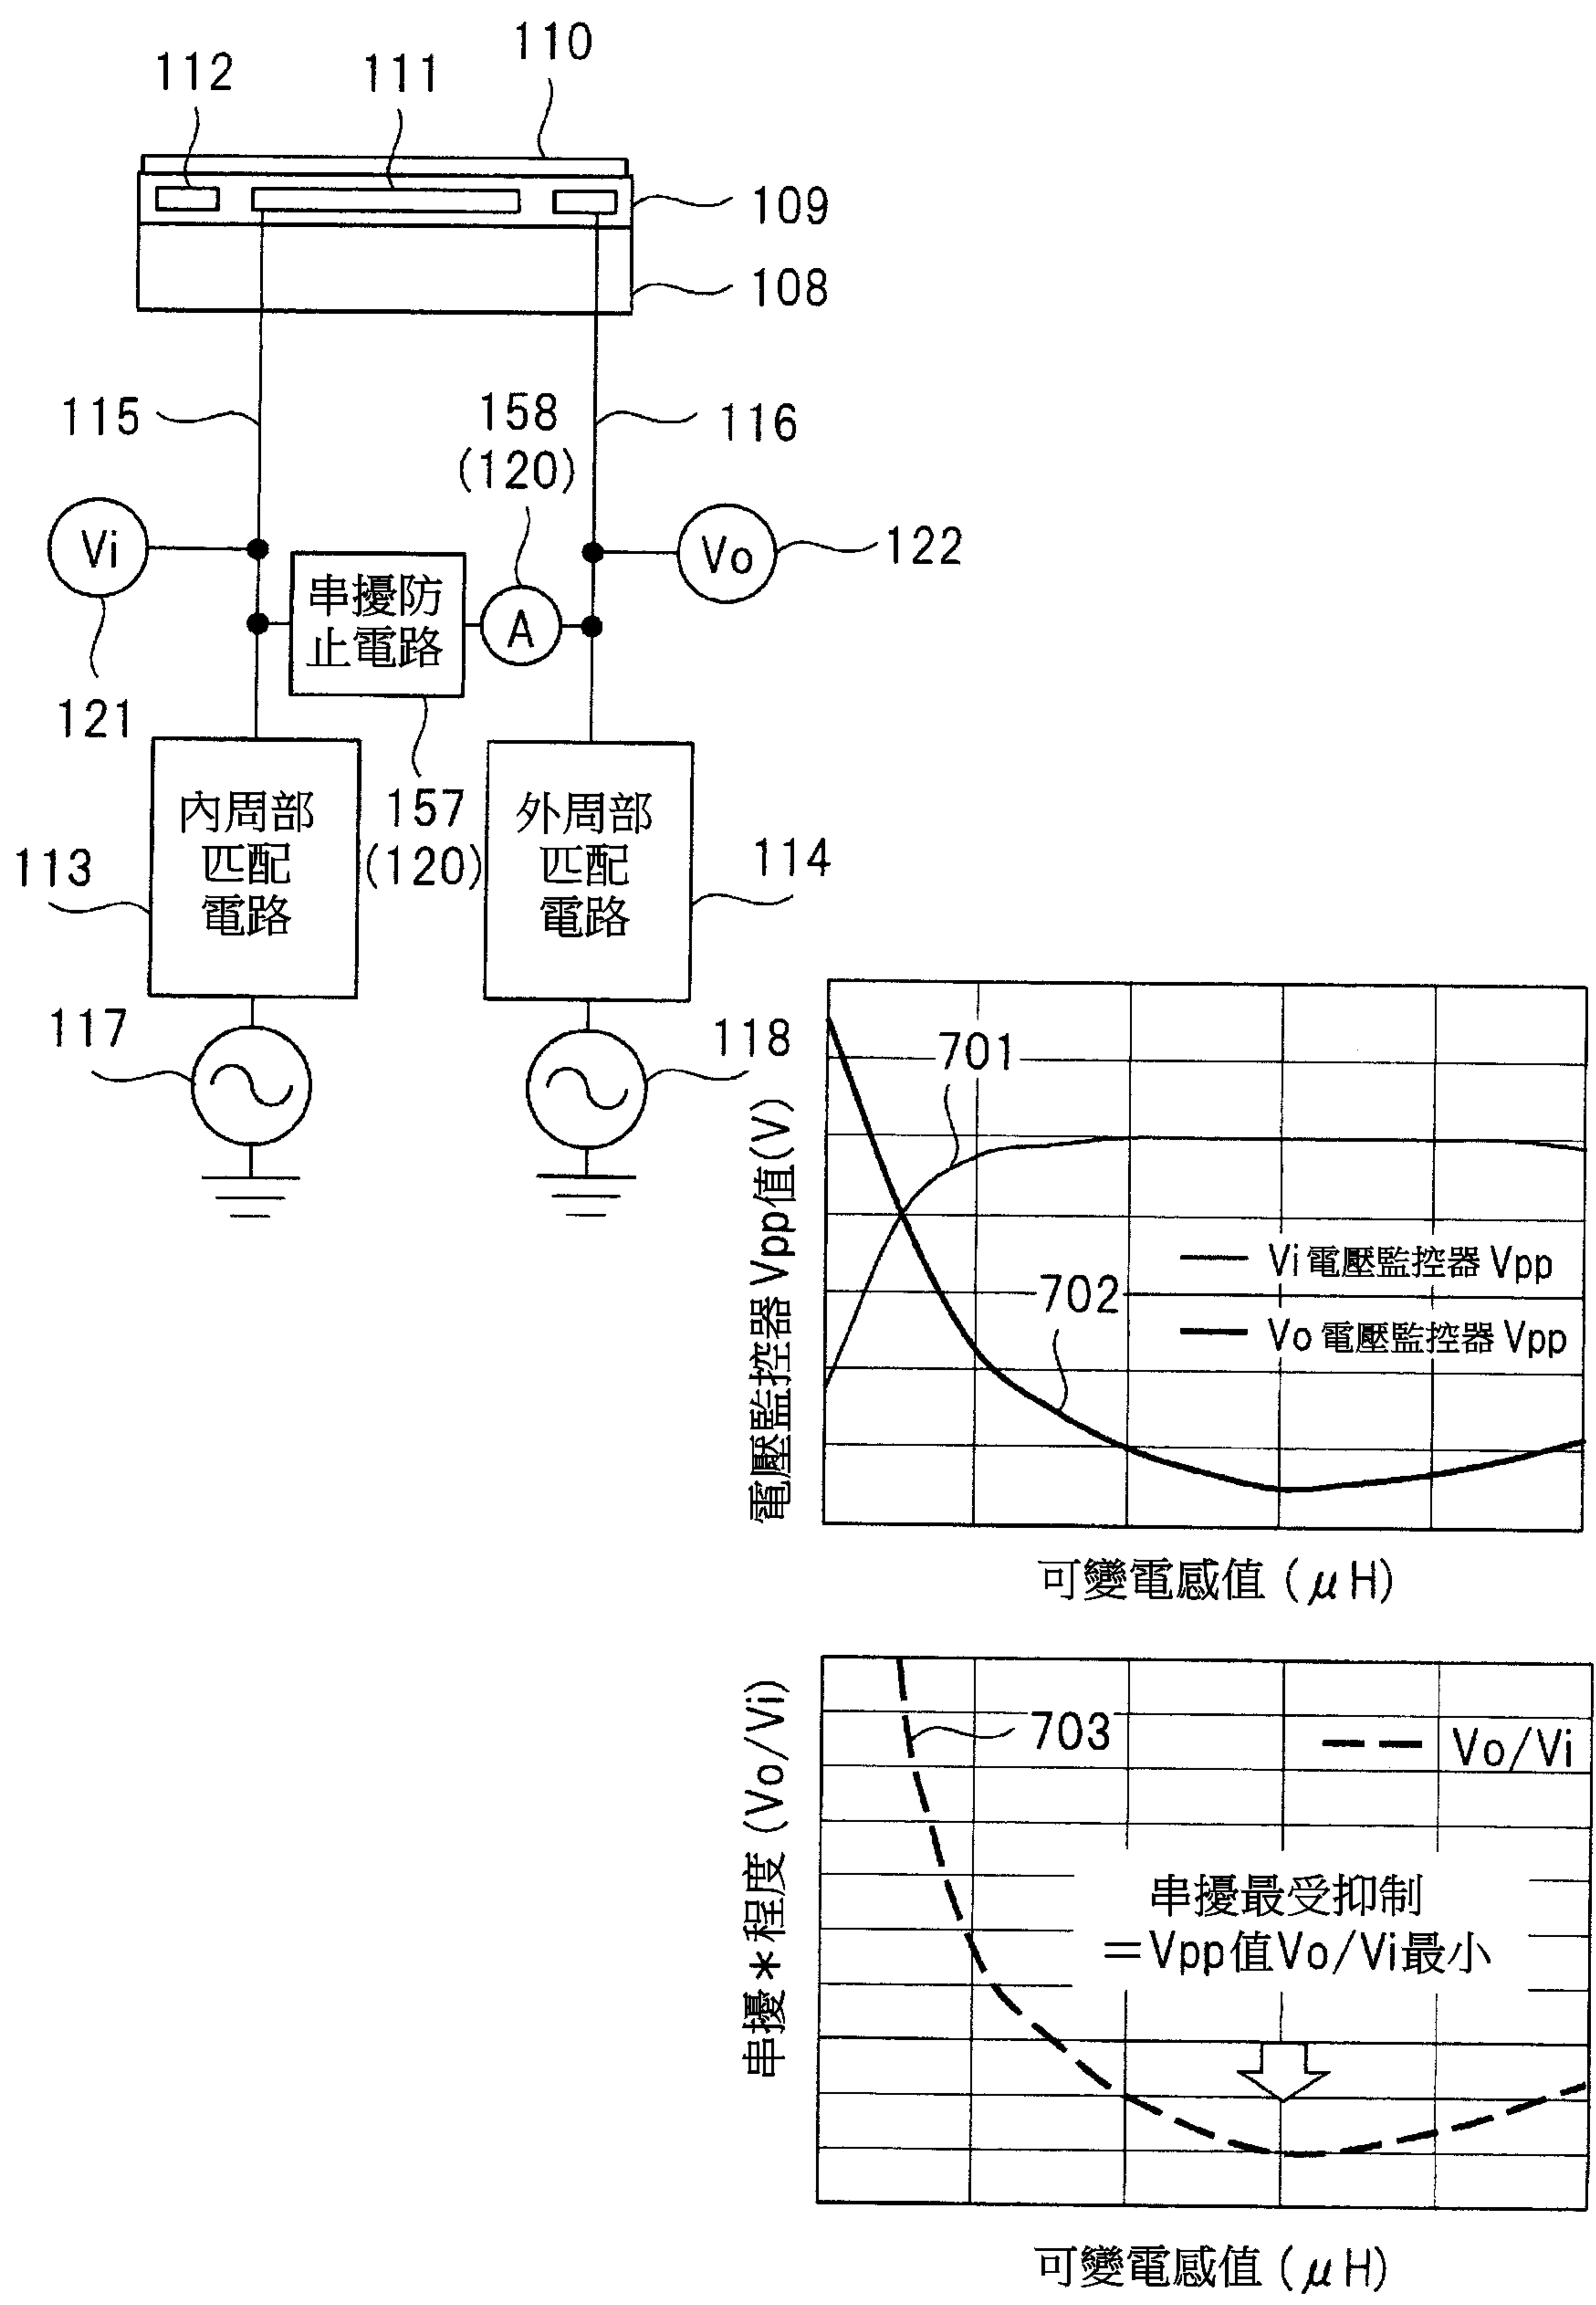 110
112
111
109
108
115
116
158
(120)
Vi
Vo
122
串擾防
止電路
A
121
157
(120)
內周部
匹配
電路
外周部
匹配
電路
113
114
117
118
701
702
電壓監控器 Vpp值(V)
Vi 電壓監控器 Vpp
Vo 電壓監控器 Vpp
可變電感值 (μH)
703
Vo/Vi
串擾*程度 (Vo/Vi)
串擾最受抑制
=Vpp值Vo/Vi最小
可變電感值 (μH)